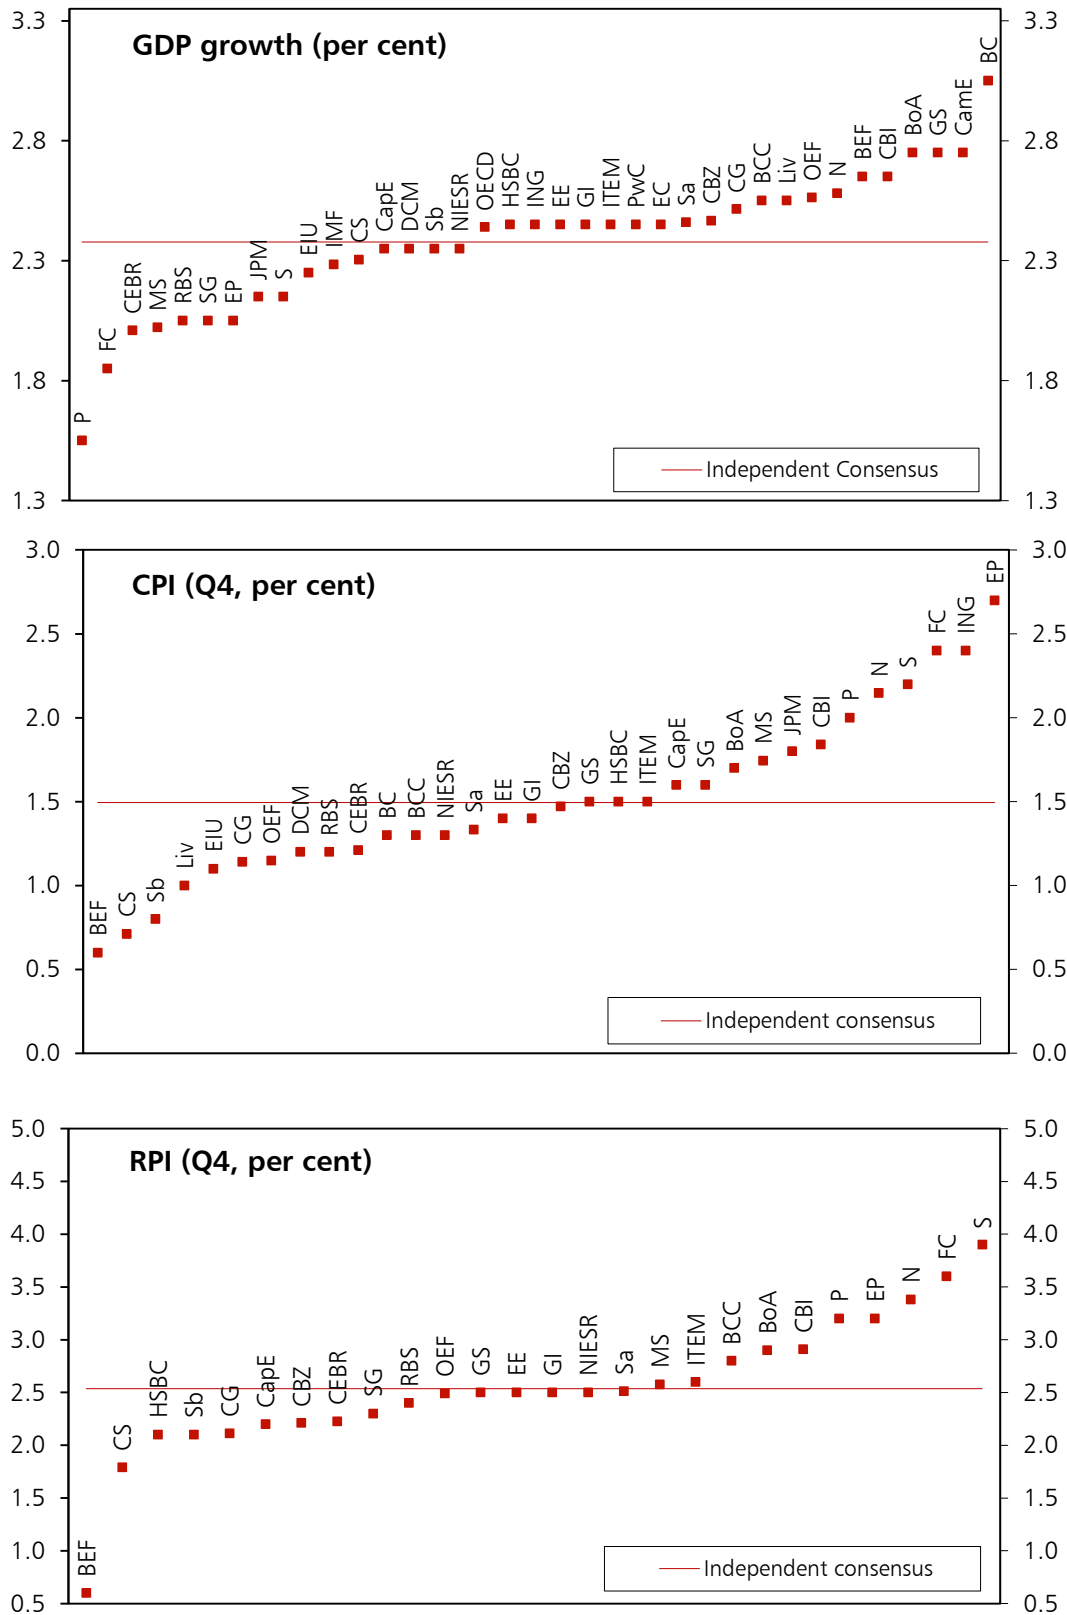 GDP growth (per cent)
3.3 3.3
2.8 2.8
2.3 2.3
1.8 1.8
1.3 1.3
P FC CEBR MS RBS SG EP JPM S EIU IMF CS CapE DCM Sb NIESR OECD HSBC ING EE GI ITEM PwC EC Sa CBZ CG BCC Liv OEF N BEF CBI BoA GS CamE BC
Independent Consensus
CPI (Q4, per cent)
3.0 3.0
2.5 2.5
2.0 2.0
1.5 1.5
1.0 1.0
0.5 0.5
0.0 0.0
BEF CS Sb Liv EIU CG OEF DCM RBS CEBR BC BCC NIESR Sa EE GI CBZ GS HSBC ITEM CapE SG BoA MS JPM CBI P N S FC ING EP
Independent consensus
RPI (Q4, per cent)
5.0 5.0
4.5 4.5
4.0 4.0
3.5 3.5
3.0 3.0
2.5 2.5
2.0 2.0
1.5 1.5
1.0 1.0
0.5 0.5
BEF CS HSBC Sb CG CapE CBZ CEBR SG RBS OEF GS EE GI NIESR Sa MS ITEM BCC BoA CBI P EP N FC S
Independent consensus